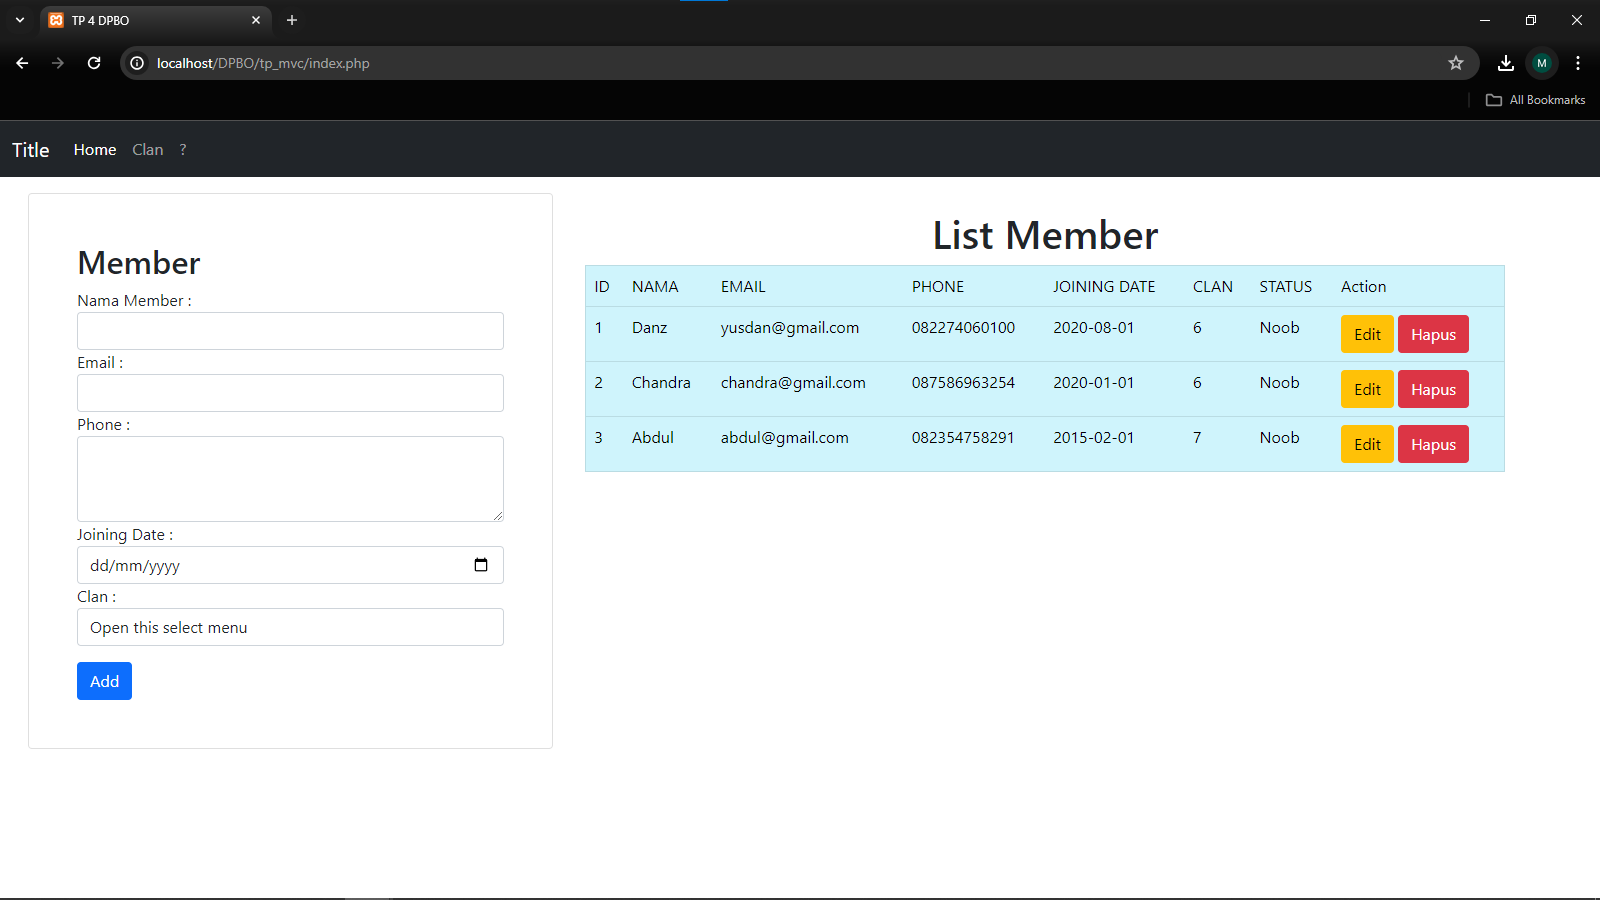 TP 4 DPBO
localhost/DPBO/tp_mvc/index.php
M
All Bookmarks
Title Home Clan ?
Member
Nama Member :
Email :
Phone :
Joining Date :
dd/mm/yyyy
Clan :
Open this select menu
Add
List Member
ID NAMA EMAIL PHONE JOINING DATE CLAN STATUS Action
1 Danz yusdan@gmail.com 082274060100 2020-08-01 6 Noob Edit Hapus
2 Chandra chandra@gmail.com 087586963254 2020-01-01 6 Noob Edit Hapus
3 Abdul abdul@gmail.com 082354758291 2015-02-01 7 Noob Edit Hapus